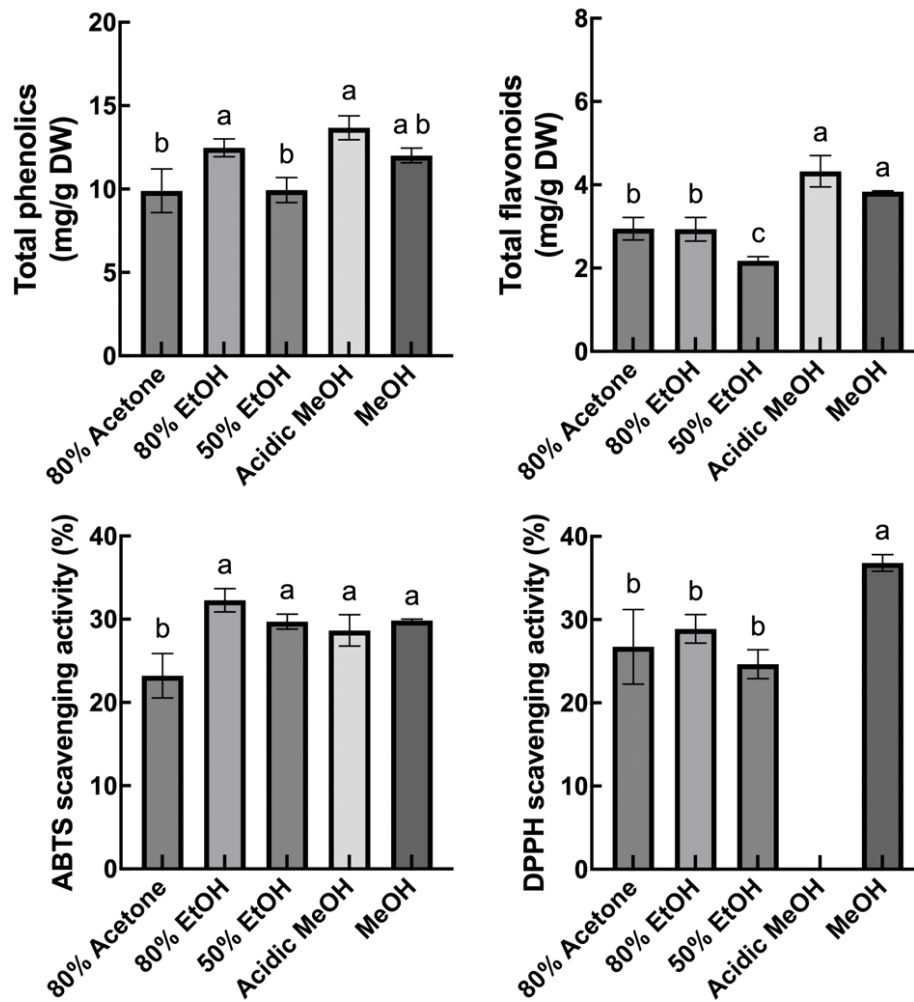 Total phenolics
(mg/g DW)
20
15
10
5
0
b
a
b
a
a b
80% Acetone
80% EtOH
50% EtOH
Acidic MeOH
MeOH
Total flavonoids
(mg/g DW)
8
6
4
2
0
b
b
c
a
a
80% Acetone
80% EtOH
50% EtOH
Acidic MeOH
MeOH
ABTS scavenging activity (%)
40
30
20
10
0
b
a
a
a
a
80% Acetone
80% EtOH
50% EtOH
Acidic MeOH
MeOH
DPPH scavenging activity (%)
40
30
20
10
0
b
b
b
a
80% Acetone
80% EtOH
50% EtOH
Acidic MeOH
MeOH